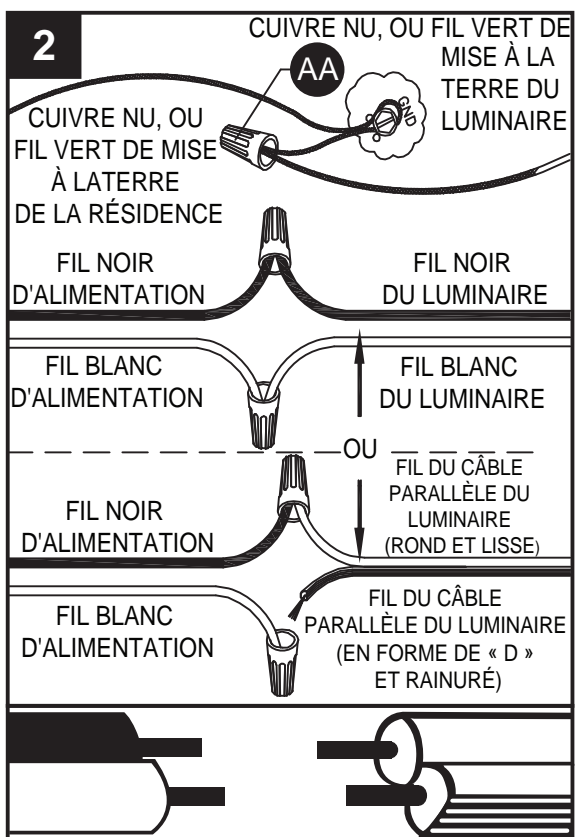 2
CUIVRE NU, OU FIL VERT DE
MISE À LA
TERRE DU
LUMINAIRE
AA
GND
CUIVRE NU, OU
FIL VERT DE MISE
À LATERRE
DE LA RÉSIDENCE
FIL NOIR
D'ALIMENTATION
FIL NOIR
DU LUMINAIRE
FIL BLANC
D'ALIMENTATION
FIL BLANC
DU LUMINAIRE
OU
FIL NOIR
D'ALIMENTATION
FIL DU CÂBLE
PARALLÈLE DU
LUMINAIRE
(ROND ET LISSE)
FIL BLANC
D'ALIMENTATION
FIL DU CÂBLE
PARALLÈLE DU LUMINAIRE
(EN FORME DE « D »
ET RAINURÉ)